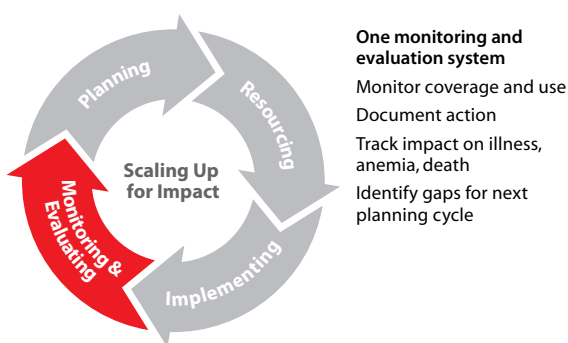 Planning
Resourcing
Implementing
Monitoring &
Evaluating
Scaling Up
for Impact
One monitoring and
evaluation system
Monitor coverage and use
Document action
Track impact on illness,
anemia, death
Identify gaps for next
planning cycle